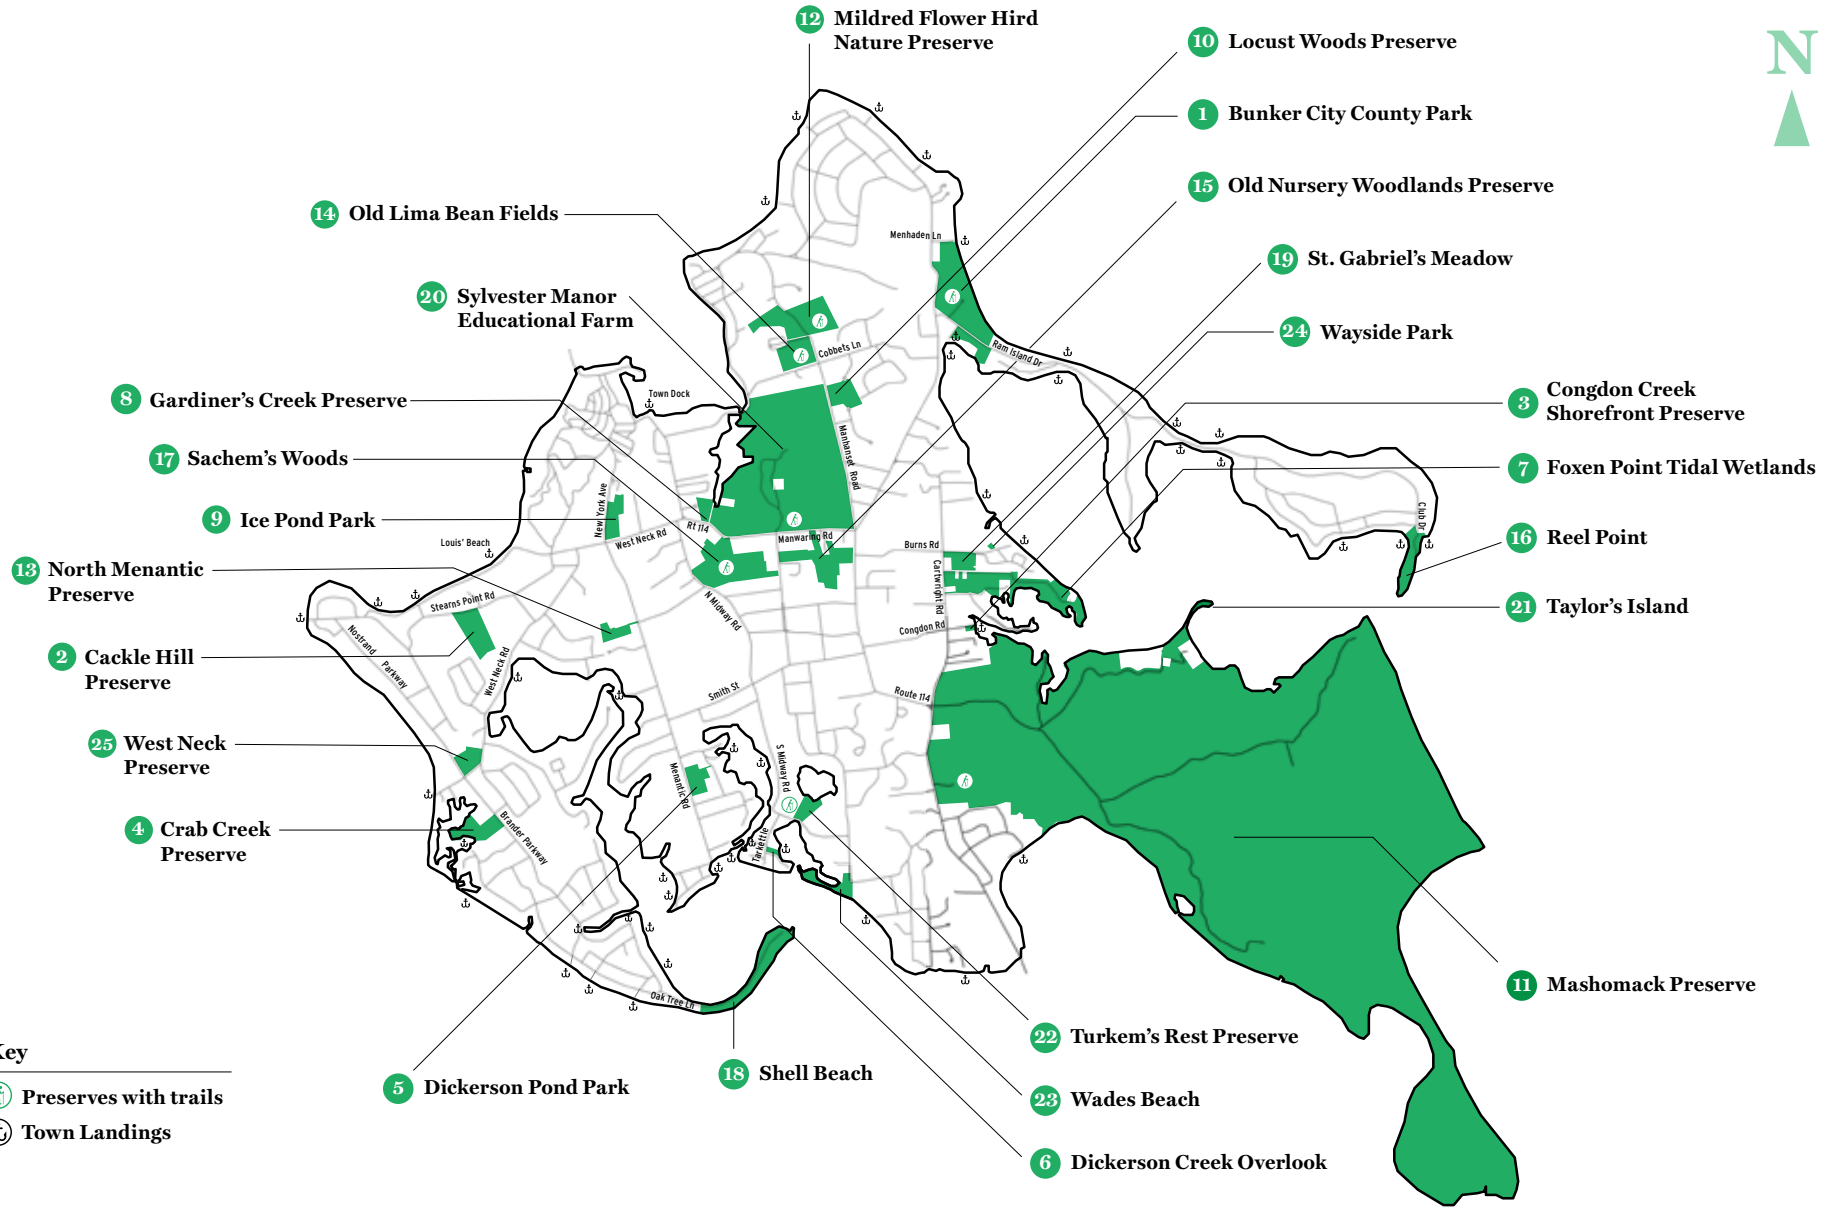 12 Mildred Flower Hird
Nature Preserve
10 Locust Woods Preserve
N
1 Bunker City County Park
15 Old Nursery Woodlands Preserve
14 Old Lima Bean Fields
Menhaden Ln
19 St. Gabriel's Meadow
20 Sylvester Manor
Educational Farm
24 Wayside Park
Cobbets Ln
Ram Island Dr
8 Gardiner's Creek Preserve
Town Dock
3 Congdon Creek
Shorefront Preserve
17 Sachem's Woods
Manhanset Road
7 Foxen Point Tidal Wetlands
9 Ice Pond Park
New York Ave
Rt 114
West Neck Rd
Manwaring Rd
Club Dr
Louis' Beach
Burns Rd
16 Reel Point
13 North Menantic
Preserve
Cartwright Rd
Stearns Point Rd
N Midway Rd
21 Taylor's Island
Congdon Rd
Nostrand Parkway
2 Cackle Hill
Preserve
West Neck Rd
Smith St
Route 114
25 West Neck
Preserve
Menantic Rd
S Midway Rd
4 Crab Creek
Preserve
Brander Parkway
Tarkettle
11 Mashomack Preserve
Oak Tree Ln
22 Turkem's Rest Preserve
Key
18 Shell Beach
5 Dickerson Pond Park
Preserves with trails
23 Wades Beach
Town Landings
6 Dickerson Creek Overlook